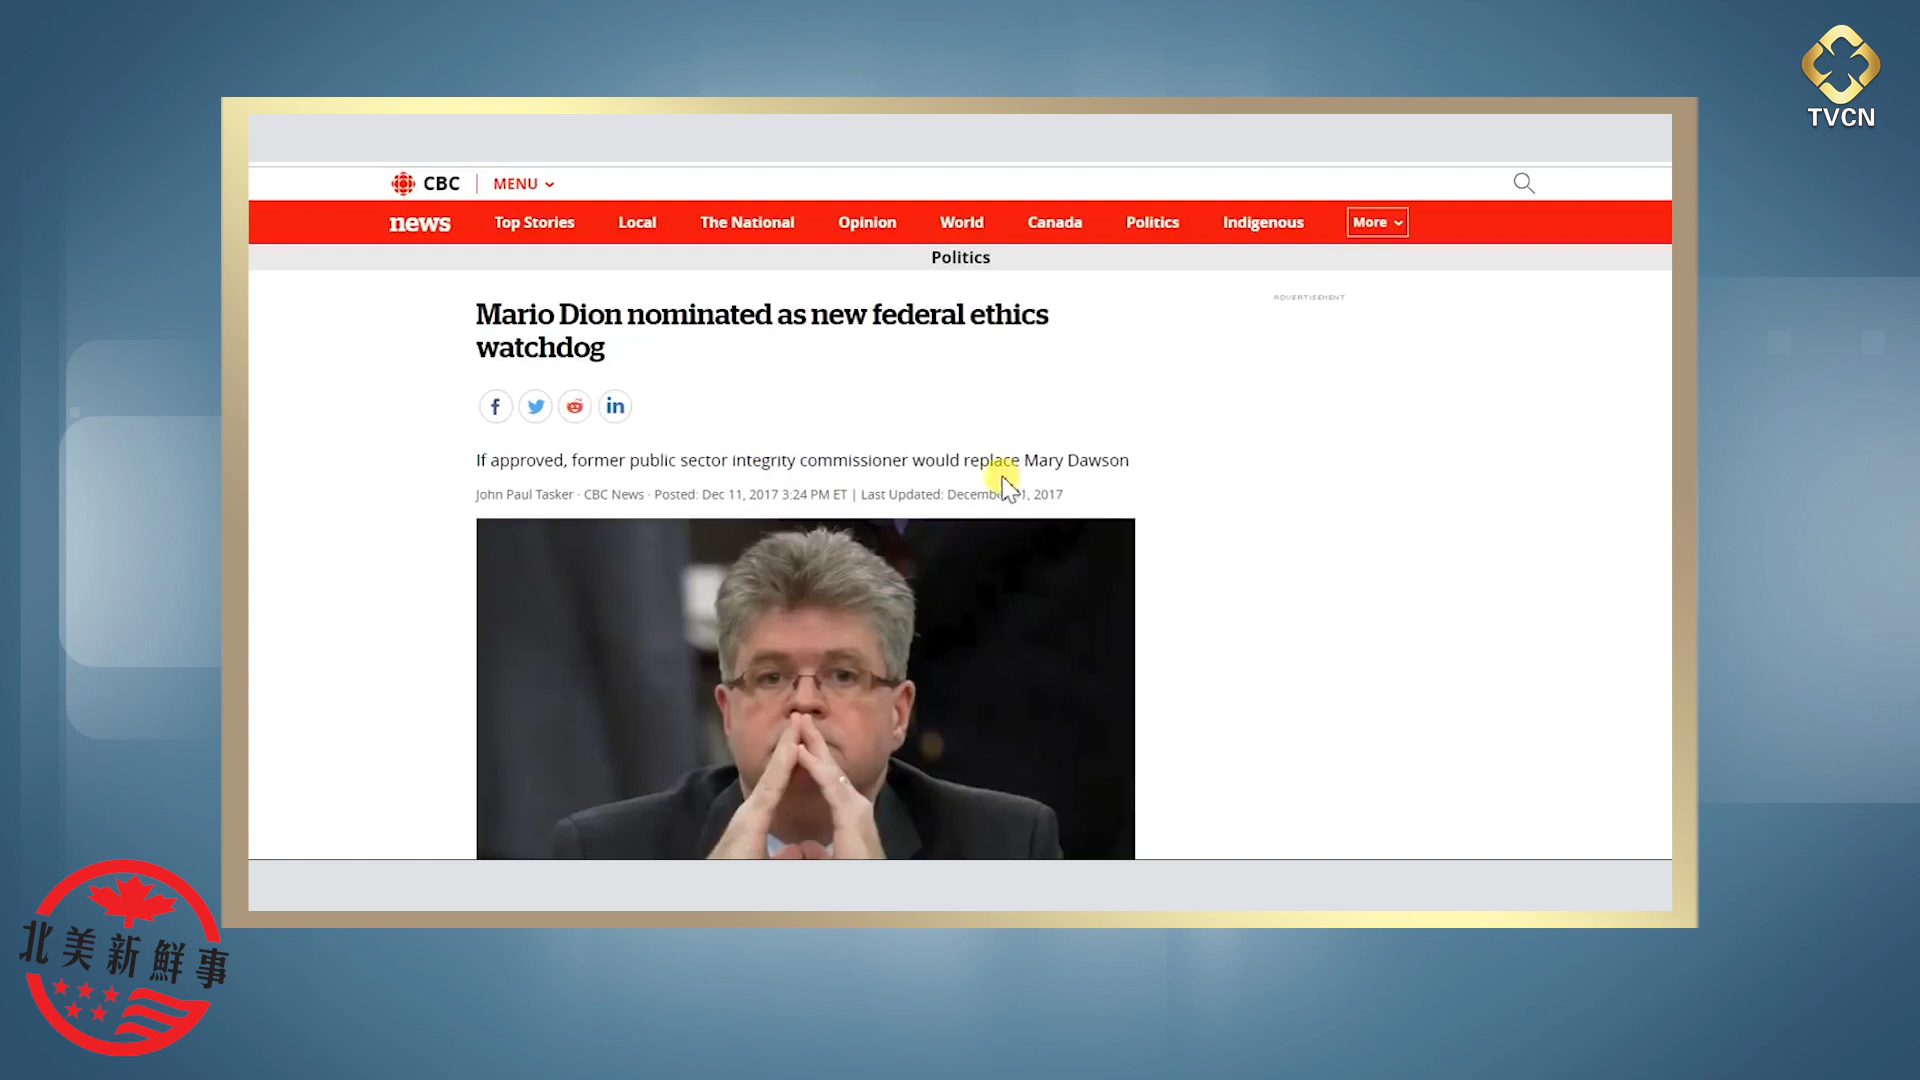 TVCN
CBC MENU
news Top Stories Local The National Opinion World Canada Politics Indigenous More
Politics
ADVERTISEMENT
Mario Dion nominated as new federal ethics
watchdog
If approved, former public sector integrity commissioner would replace Mary Dawson
John Paul Tasker · CBC News · Posted: Dec 11, 2017 3:24 PM ET | Last Updated: December 11, 2017
北美新鮮事